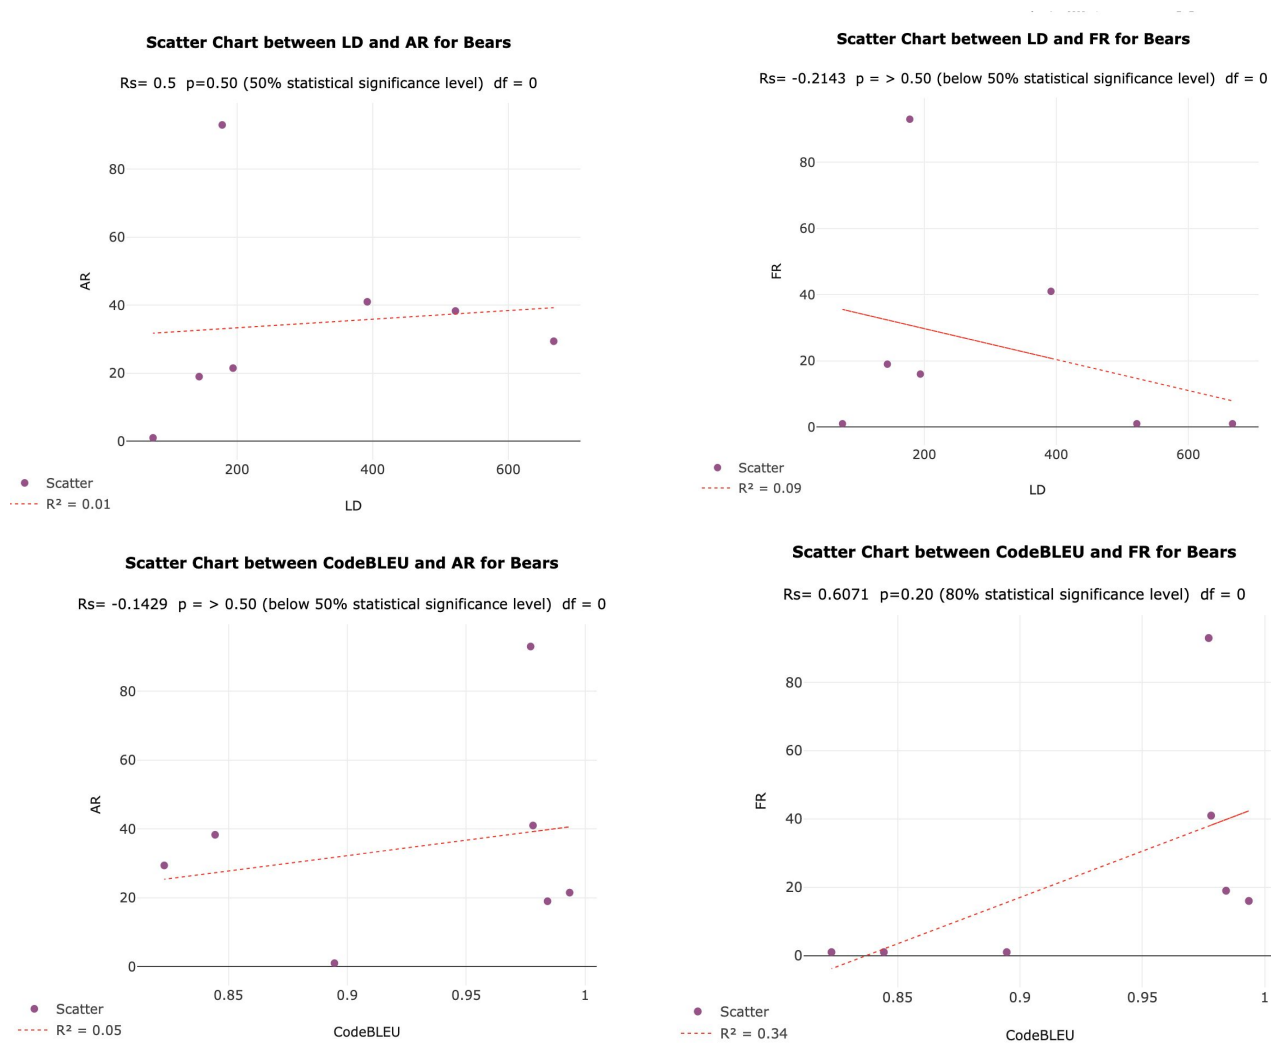 Scatter Chart between LD and AR for Bears
Rs= 0.5 p=0.50 (50% statistical significance level) df = 0
80
60
40
20
0
AR
200 400 600
LD
Scatter
R² = 0.01
Scatter Chart between LD and FR for Bears
Rs= -0.2143 p = > 0.50 (below 50% statistical significance level) df = 0
80
60
40
20
0
FR
200 400 600
LD
Scatter
R² = 0.09
Scatter Chart between CodeBLEU and AR for Bears
Rs= -0.1429 p = > 0.50 (below 50% statistical significance level) df = 0
80
60
40
20
0
AR
0.85 0.9 0.95 1
CodeBLEU
Scatter
R² = 0.05
Scatter Chart between CodeBLEU and FR for Bears
Rs= 0.6071 p=0.20 (80% statistical significance level) df = 0
80
60
40
20
0
FR
0.85 0.9 0.95 1
CodeBLEU
Scatter
R² = 0.34